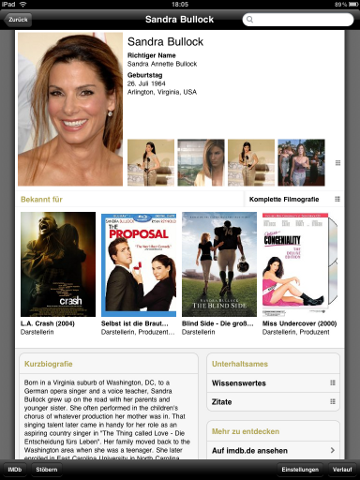 iPad 18:05 89 %
Zurück Sandra Bullock
Sandra Bullock
Richtiger Name
Sandra Annette Bullock
Geburtstag
26. Juli 1964
Arlington, Virginia, USA
Bekannt für
Komplette Filmografie
crash
THE PROPOSAL
THE BLIND SIDE
CONGENIALITY
L.A. Crash (2004)
Darstellerin
Selbst ist die Braut...
Darstellerin, Produzent...
Blind Side - Die groß...
Darstellerin
Miss Undercover (2000)
Darstellerin, Produzent
Kurzbiografie
Born in a Virginia suburb of Washington, DC, to a
German opera singer and a voice teacher, Sandra
Bullock grew up on the road with her parents and
younger sister. She often performed in the children's
chorus of whatever production her mother was in. That
singing talent later came in handy for her role as an
aspiring country singer in "The Thing called Love - Die
Entscheidung fürs Leben". Her family moved back to the
Washington area when she was a teenager. She later
enrolled in East Carolina University in North Carolina
Unterhaltsames
Wissenswertes
Zitate
Mehr zu entdecken
Auf imdb.de ansehen
IMDb Stöbern Einstellungen Verlauf